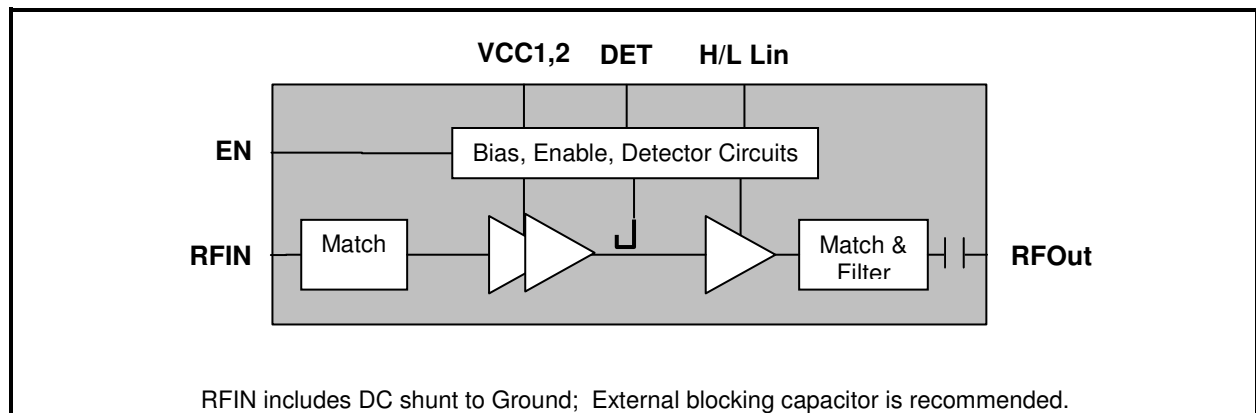 VCC1,2 DET H/L Lin
EN
Bias, Enable, Detector Circuits
RFIN
Match
Match &
Filter
RFOut
RFIN includes DC shunt to Ground; External blocking capacitor is recommended.